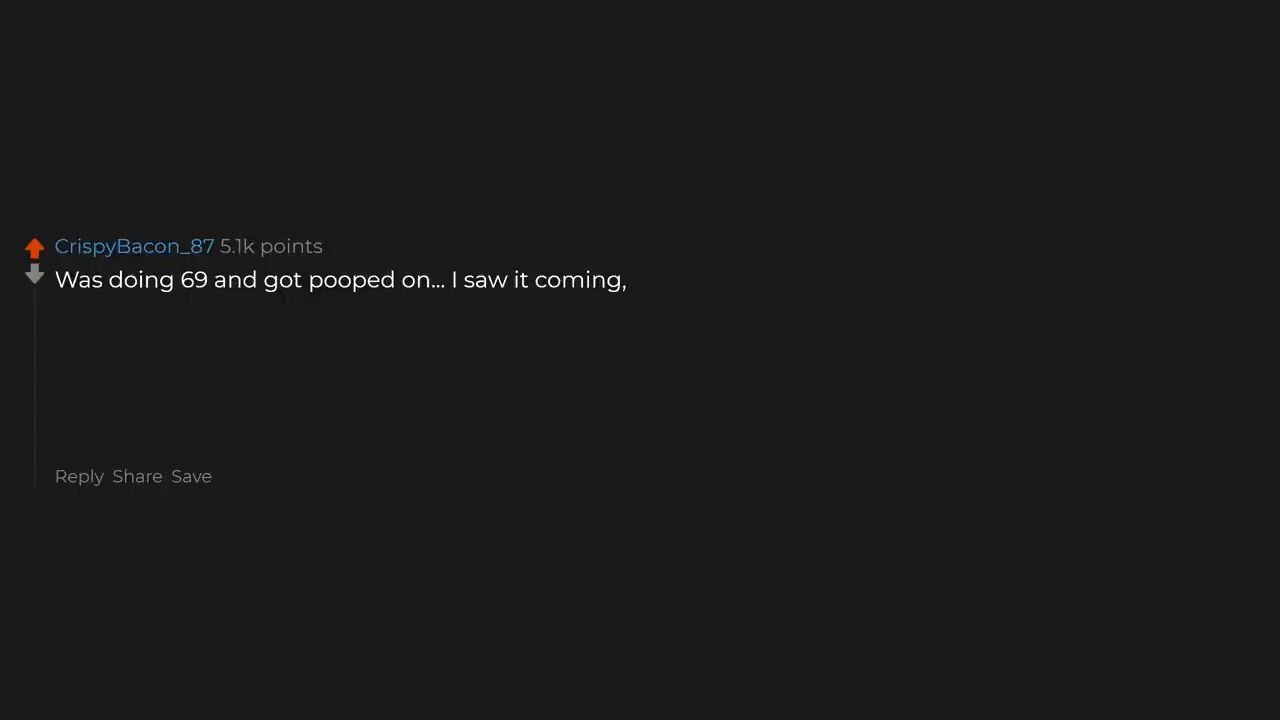 CrispyBacon_87 5.1k points
Was doing 69 and got pooped on... I saw it coming,
Reply Share Save